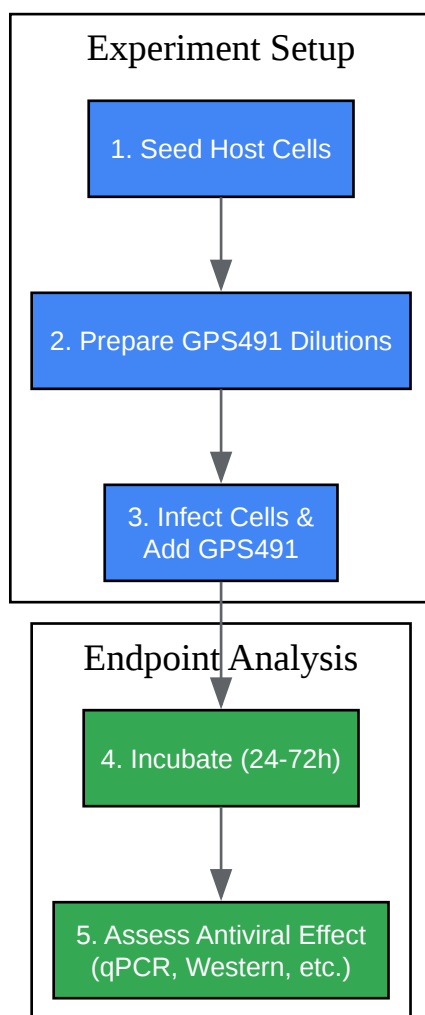 Experiment Setup
1. Seed Host Cells
2. Prepare GPS491 Dilutions
3. Infect Cells &
Add GPS491
Endpoint Analysis
4. Incubate (24-72h)
5. Assess Antiviral Effect
(qPCR, Western, etc.)